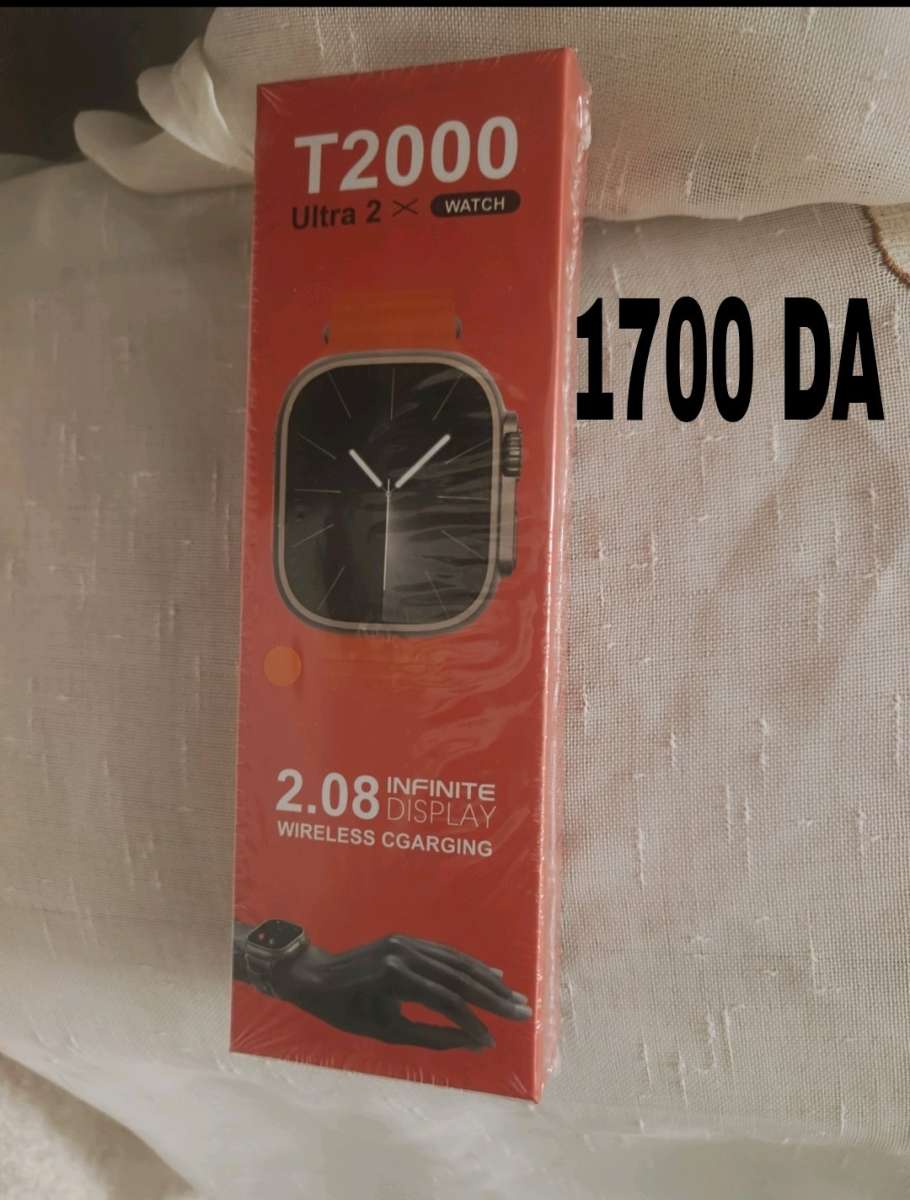 T2000
Ultra 2 WATCH
1700 DA
2.08 INFINITE
DISPLAY
WIRELESS CGARGING